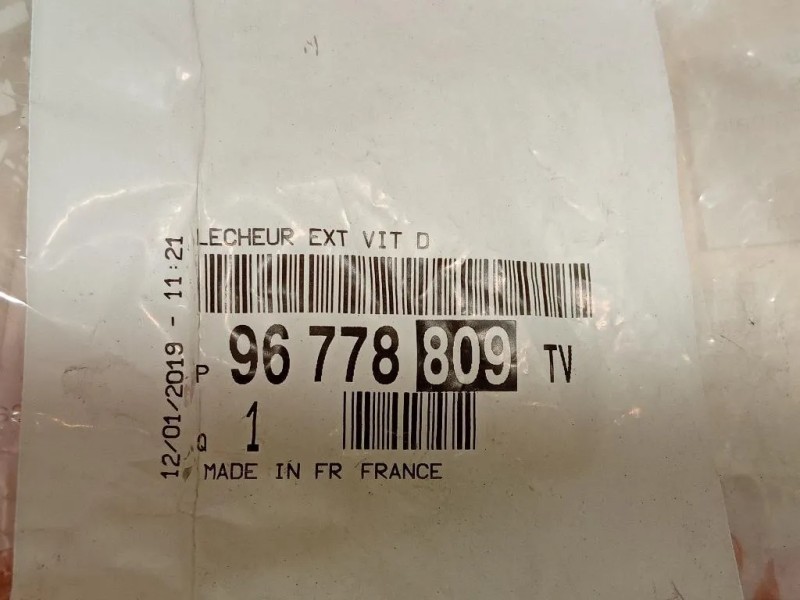 LECHEUR EXT VIT D
P 96 778 809 TV
Q 1
MADE IN FR FRANCE
12/01/2019 - 11:21